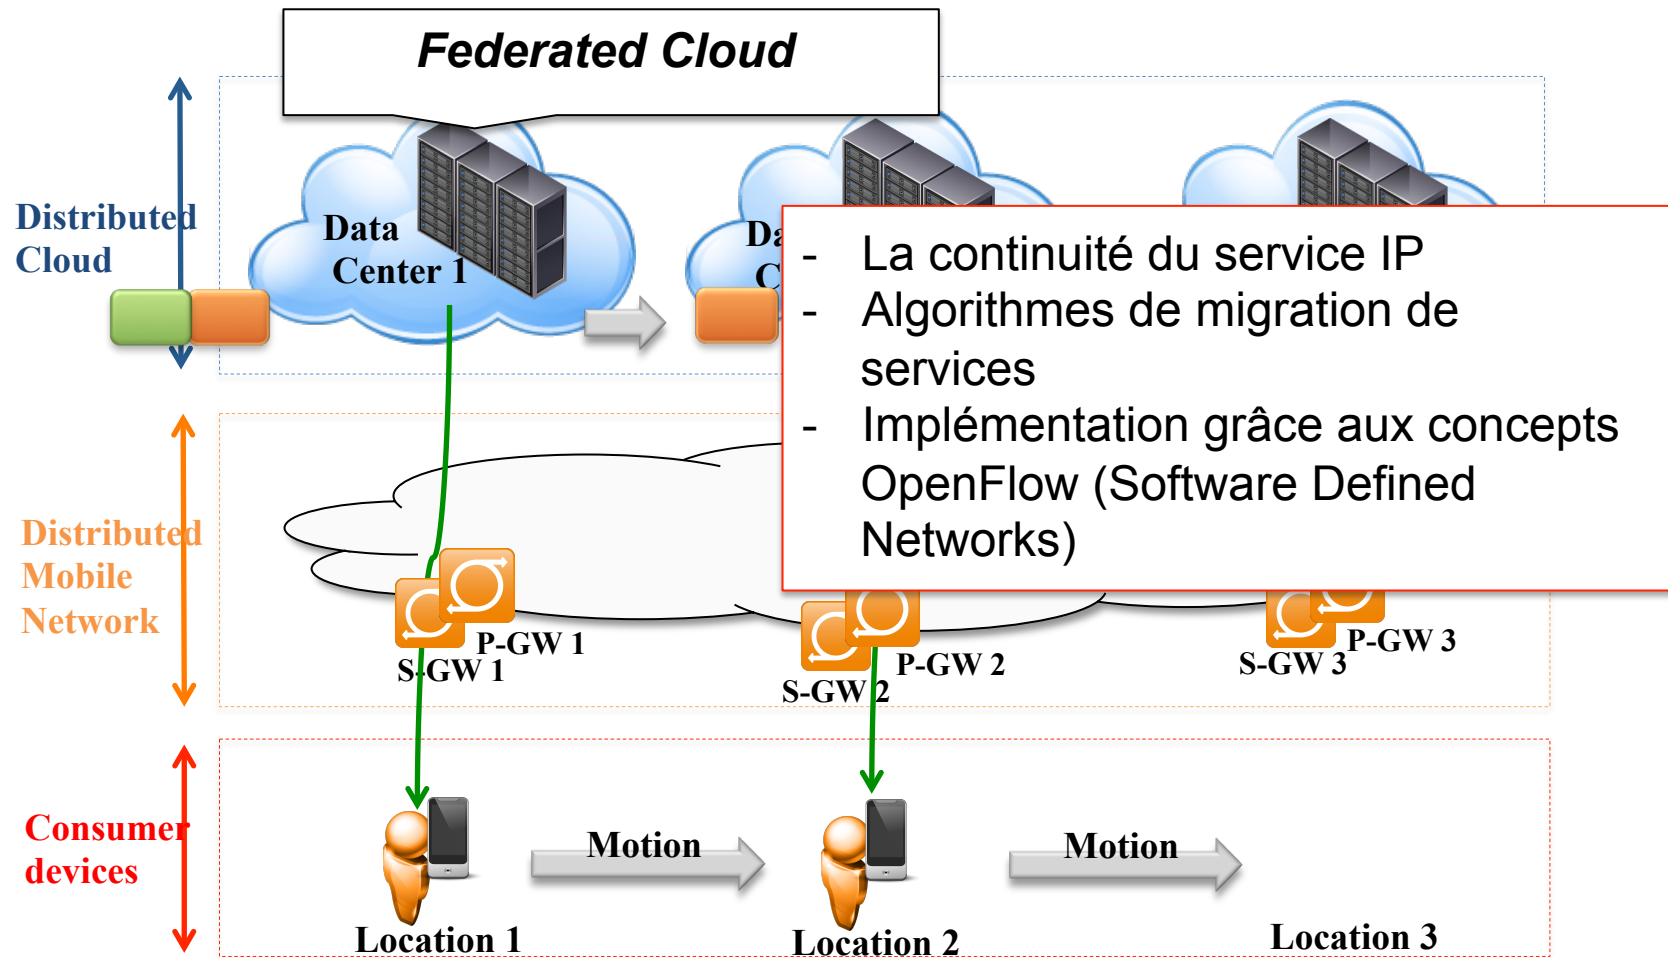 Federated Cloud
Distributed
Cloud
Data
Center 1
- La continuité du service IP
- Algorithmes de migration de
services
- Implémentation grâce aux concepts
OpenFlow (Software Defined
Networks)
Distributed
Mobile
Network
P-GW 1
S-GW 1
P-GW 2
S-GW 2
P-GW 3
S-GW 3
Consumer
devices
Motion
Motion
Location 1
Location 2
Location 3